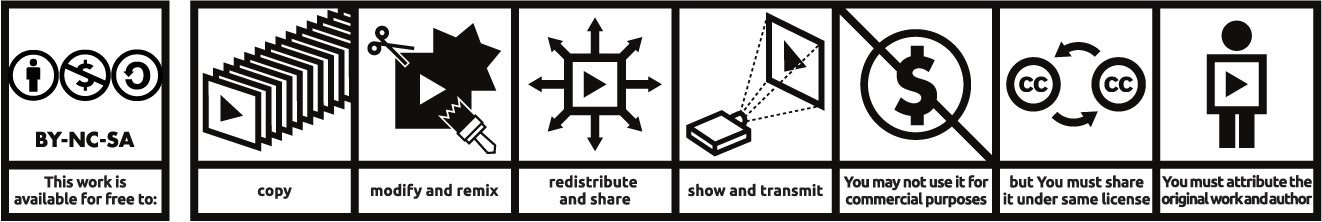 BY-NC-SA
This work is
available for free to:
copy
modify and remix
redistribute
and share
show and transmit
$
You may not use it for
commercial purposes
cc
cc
but You must share
it under same license
You must attribute the
original work and author